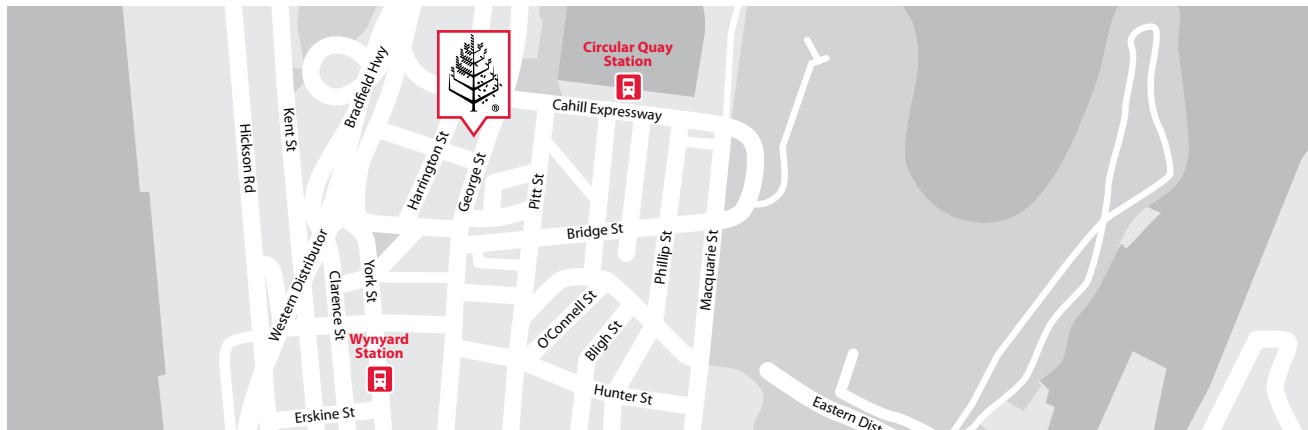 Circular Quay
Station
Cahill Expressway
Bradfield Hwy
Kent St
Hickson Rd
Harrington St
George St
Pitt St
®
Bridge St
Phillip St
Macquarie St
Western Distributor
York St
Clarence St
O'Connell St
Bligh St
Wynyard
Station
Hunter St
Erskine St
Eastern Dist